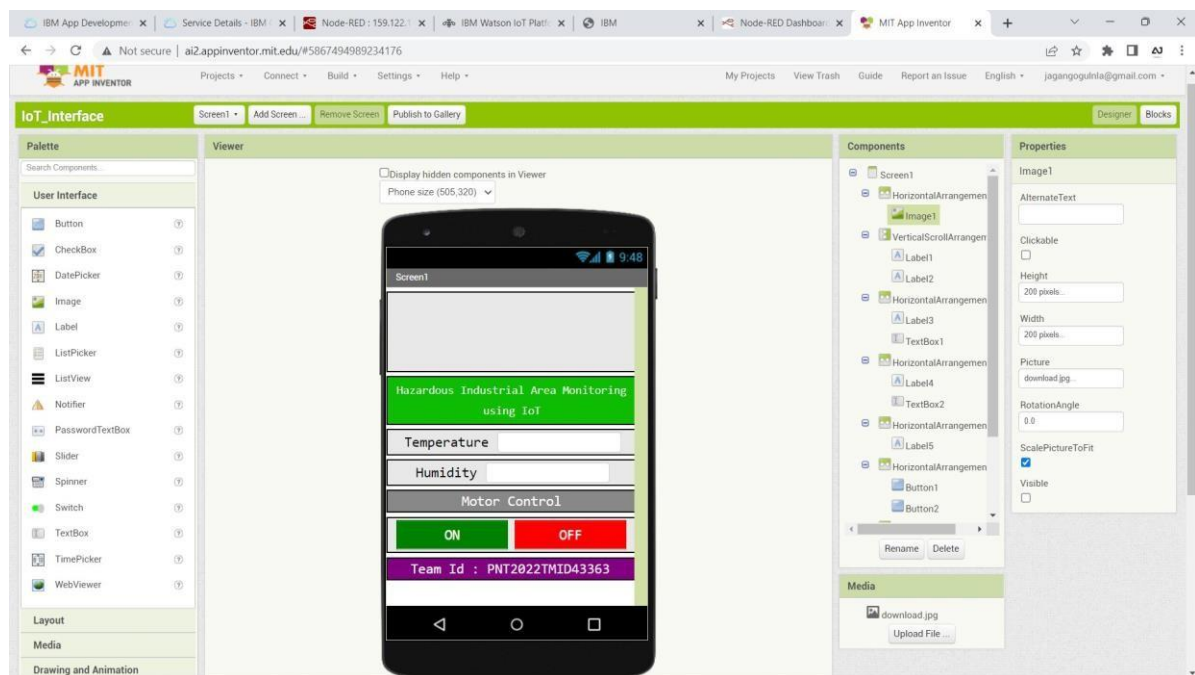 IBM App Developmen
Service Details - IBM
Node-RED : 159.122.1
IBM Watson IoT Platfo
IBM
Node-RED Dashboard
MIT App Inventor
Not secure | ai2.appinventor.mit.edu/#5867494989234176
MIT
APP INVENTOR
Projects
Connect
Build
Settings
Help
My Projects
View Trash
Guide
Report an Issue
English
jagangogulnla@gmail.com
IoT_Interface
Screen1
Add Screen ...
Remove Screen
Publish to Gallery
Designer
Blocks
Palette
Search Components...
User Interface
Button
CheckBox
DatePicker
Image
Label
ListPicker
ListView
Notifier
PasswordTextBox
Slider
Spinner
Switch
TextBox
TimePicker
WebViewer
Layout
Media
Drawing and Animation
Viewer
Display hidden components in Viewer
Phone size (505,320)
9:48
Screen1
Hazardous Industrial Area Monitoring
using IoT
Temperature
Humidity
Motor Control
ON
OFF
Team Id : PNT2022TMID43363
Components
Screen1
HorizontalArrangemen
Image1
VerticalScrollArrangen
Label1
Label2
HorizontalArrangemen
Label3
TextBox1
HorizontalArrangemen
Label4
TextBox2
HorizontalArrangemen
Label5
HorizontalArrangemen
Button1
Button2
Rename
Delete
Media
download.jpg
Upload File ...
Properties
Image1
AlternateText
Clickable
Height
200 pixels...
Width
200 pixels...
Picture
download.jpg...
RotationAngle
0.0
ScalePictureToFit
Visible